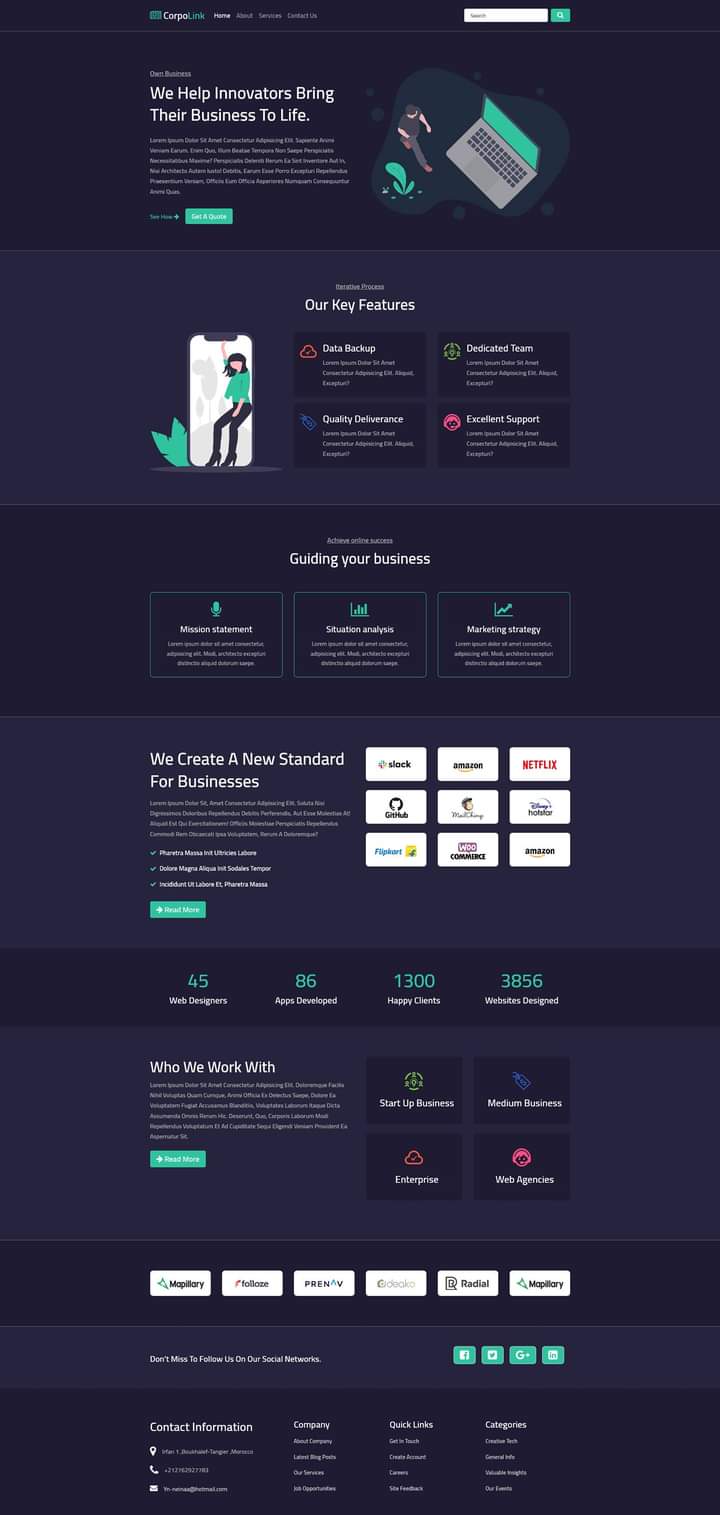 CorpoLink Home About Services Contact Us Search
Own Business
We Help Innovators Bring
Their Business To Life.
Lorem Ipsum Dolor Sit Amet Consectetur Adipisicing Elit. Sapiente Animi
Veniam Earum, Enim Quo, Illum Beatae Tempora Non Saepe Perspiciatis
Necessitatibus Maxime? Perspiciatis Deleniti Rerum Ea Sint Inventore Aut In,
Nisi Architecto Autem Iusto! Debitis, Earum Esse Porro Excepturi Repellendus
Praesentium Veniam, Officiis Eum Officia Asperiores Numquam Consequuntur
Animi Quas.
See How Get A Quote
Iterative Process
Our Key Features
Data Backup
Lorem Ipsum Dolor Sit Amet
Consectetur Adipisicing Elit. Aliquid,
Excepturi?
Dedicated Team
Lorem Ipsum Dolor Sit Amet
Consectetur Adipisicing Elit. Aliquid,
Excepturi?
Quality Deliverance
Lorem Ipsum Dolor Sit Amet
Consectetur Adipisicing Elit. Aliquid,
Excepturi?
Excellent Support
Lorem Ipsum Dolor Sit Amet
Consectetur Adipisicing Elit. Aliquid,
Excepturi?
Achieve online success
Guiding your business
Mission statement
Lorem ipsum dolor sit amet consectetur,
adipisicing elit. Modi, architecto excepturi
distinctio aliquid dolorum saepe.
Situation analysis
Lorem ipsum dolor sit amet consectetur,
adipisicing elit. Modi, architecto excepturi
distinctio aliquid dolorum saepe.
Marketing strategy
Lorem ipsum dolor sit amet consectetur,
adipisicing elit. Modi, architecto excepturi
distinctio aliquid dolorum saepe.
We Create A New Standard
For Businesses
Lorem Ipsum Dolor Sit, Amet Consectetur Adipisicing Elit. Soluta Nisi
Dignissimos Doloribus Repellendus Debitis Perferendis, Aut Esse Molestias At!
Aliquid Est Qui Exercitationem! Officiis Molestiae Perspiciatis Repellendus
Commodi Rem Obcaecati Ipsa Voluptatem, Rerum A Doloremque?
Pharetra Massa Init Ultricies Labore
Dolore Magna Aliqua Init Sodales Tempor
Incididunt Ut Labore Et, Pharetra Massa
Read More
slack amazon NETFLIX
GitHub MailChimp Disney+ hotstar
Flipkart WOO COMMERCE amazon
45 86 1300 3856
Web Designers Apps Developed Happy Clients Websites Designed
Who We Work With
Lorem Ipsum Dolor Sit Amet Consectetur Adipisicing Elit. Doloremque Facilis
Nihil Voluptas Quam Cumque, Animi Officia Ex Delectus Saepe, Dolore Ea
Voluptatem Fugiat Accusamus Blanditiis, Voluptates Laborum Itaque Dicta
Assumenda Omnis Rerum Hic. Deserunt, Quo, Corporis Laborum Modi
Repellendus Voluptatum Et Ad Cupiditate Sequi Eligendi Veniam Provident Ea
Aspernatur Sit.
Read More
Start Up Business Medium Business
Enterprise Web Agencies
Mapillary folloze PRENAV deako Radial Mapillary
Don't Miss To Follow Us On Our Social Networks.
Contact Information
Irfan 1 ,Boukhalef-Tangier ,Morocco
+212762927783
Yn-neinaa@hotmail.com
Company
About Company
Latest Blog Posts
Our Services
Job Opportunities
Quick Links
Get In Touch
Create Account
Careers
Site Feedback
Categories
Creative Tech
General Info
Valuable Insights
Our Events